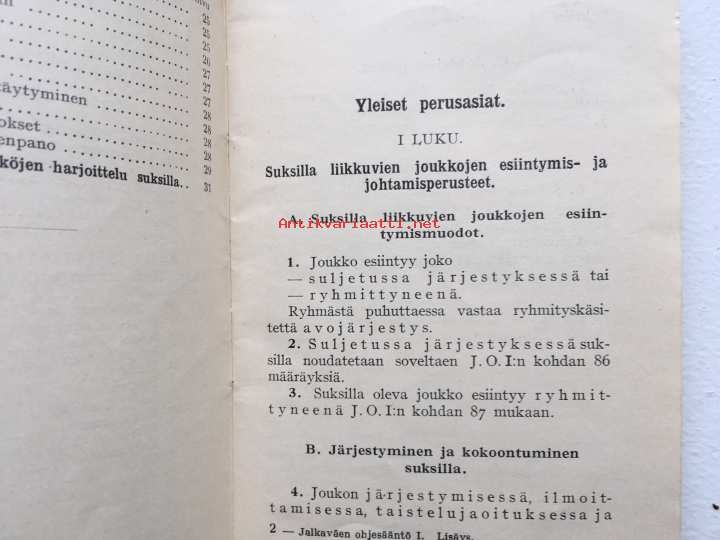 25
25
25
26
27
27
äytyminen 27
28
okset 28
enpano 28
29
köjen harjoittelu suksilla.. 31
Yleiset perusasiat.
I LUKU.
Suksilla liikkuvien joukkojen esiintymis- ja
johtamisperusteet.
A. Suksilla liikkuvien joukkojen esiin-
tymismuodot.
Antikvariaatti.net
1. Joukko esiintyy joko
— suljetussa järjestyksessä tai
— ryhmittyneenä.
Ryhmästä puhuttaessa vastaa ryhmityskäsi-
tettä avojärjestys.
2. Suljetussa järjestyksessä suk-
silla noudatetaan soveltaen J. O. I:n kohdan 86
määräyksiä.
3. Suksilla oleva joukko esiintyy ryhmit-
tyneenä J. O. I:n kohdan 87 mukaan.
B. Järjestyminen ja kokoontuminen
suksilla.
4. Joukon järjestymisessä, ilmoit-
tamisessa, taistelujaoituksessa ja
2 — Jalkaväen ohjesääntö I. Lisäys.